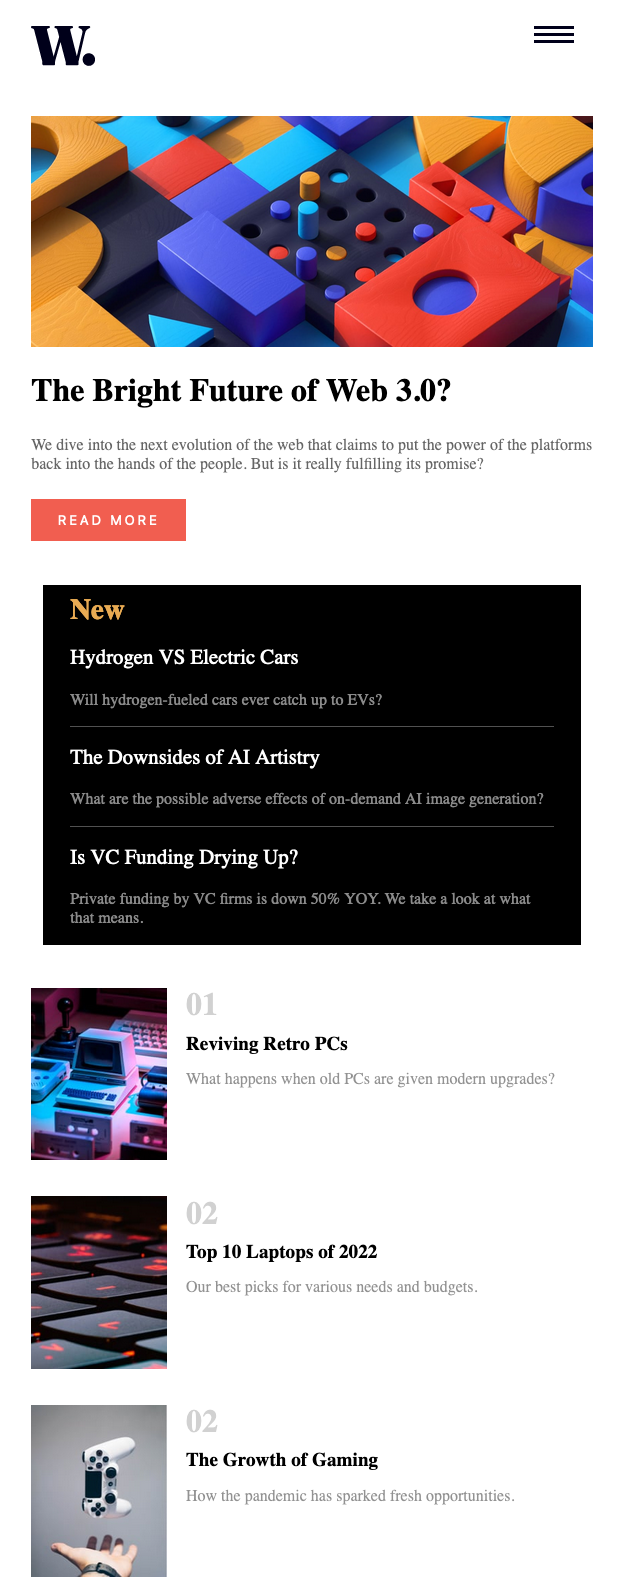 W.
The Bright Future of Web 3.0?
We dive into the next evolution of the web that claims to put the power of the platforms
back into the hands of the people. But is it really fulfilling its promise?
READ MORE
New
Hydrogen VS Electric Cars
Will hydrogen-fueled cars ever catch up to EVs?
The Downsides of AI Artistry
What are the possible adverse effects of on-demand AI image generation?
Is VC Funding Drying Up?
Private funding by VC firms is down 50% YOY. We take a look at what
that means.
01
Reviving Retro PCs
What happens when old PCs are given modern upgrades?
02
Top 10 Laptops of 2022
Our best picks for various needs and budgets.
02
The Growth of Gaming
How the pandemic has sparked fresh opportunities.